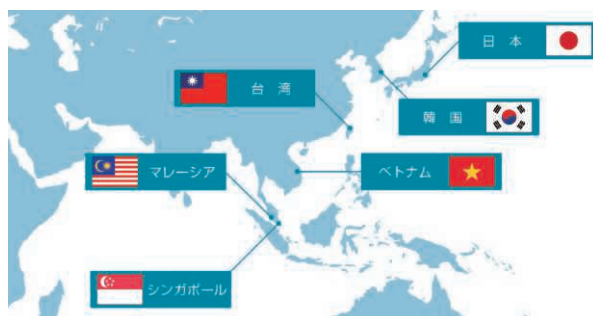 日本
台湾
韓国
マレーシア
ベトナム
シンガポール